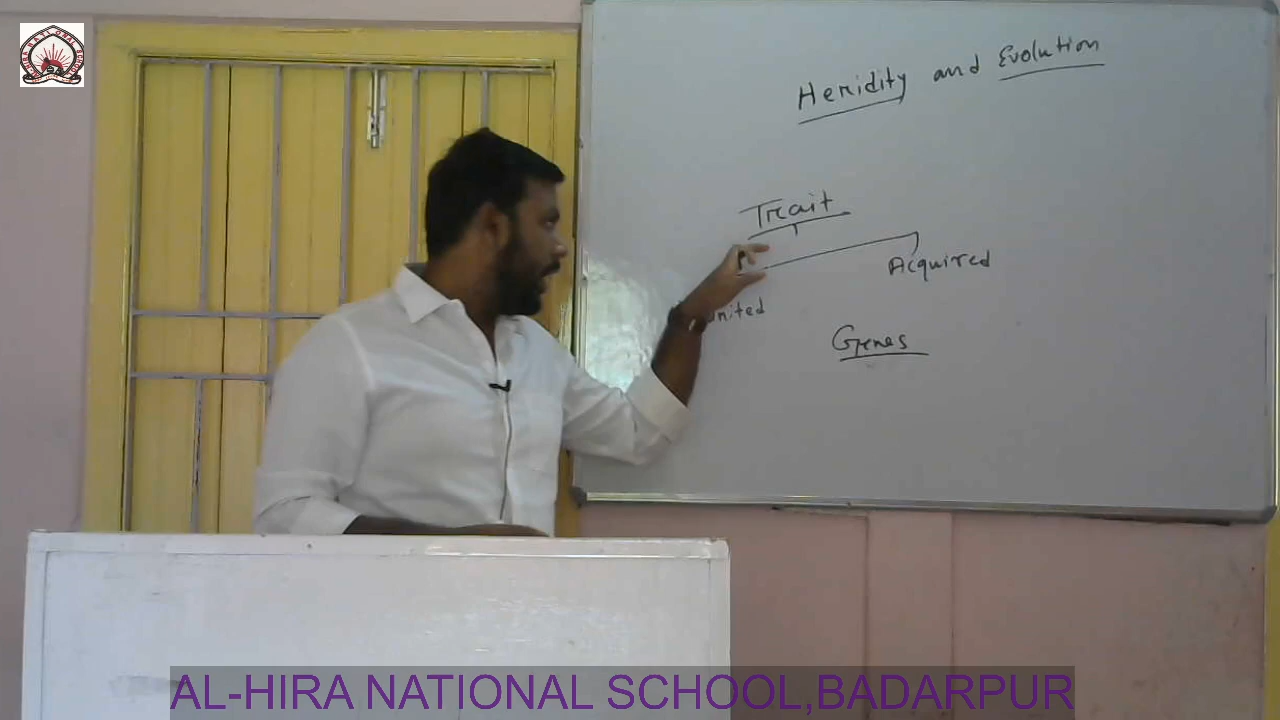 Heridity and Evolution
Trait
Acquired
Genes
AL-HIRA NATIONAL SCHOOL,BADARPUR